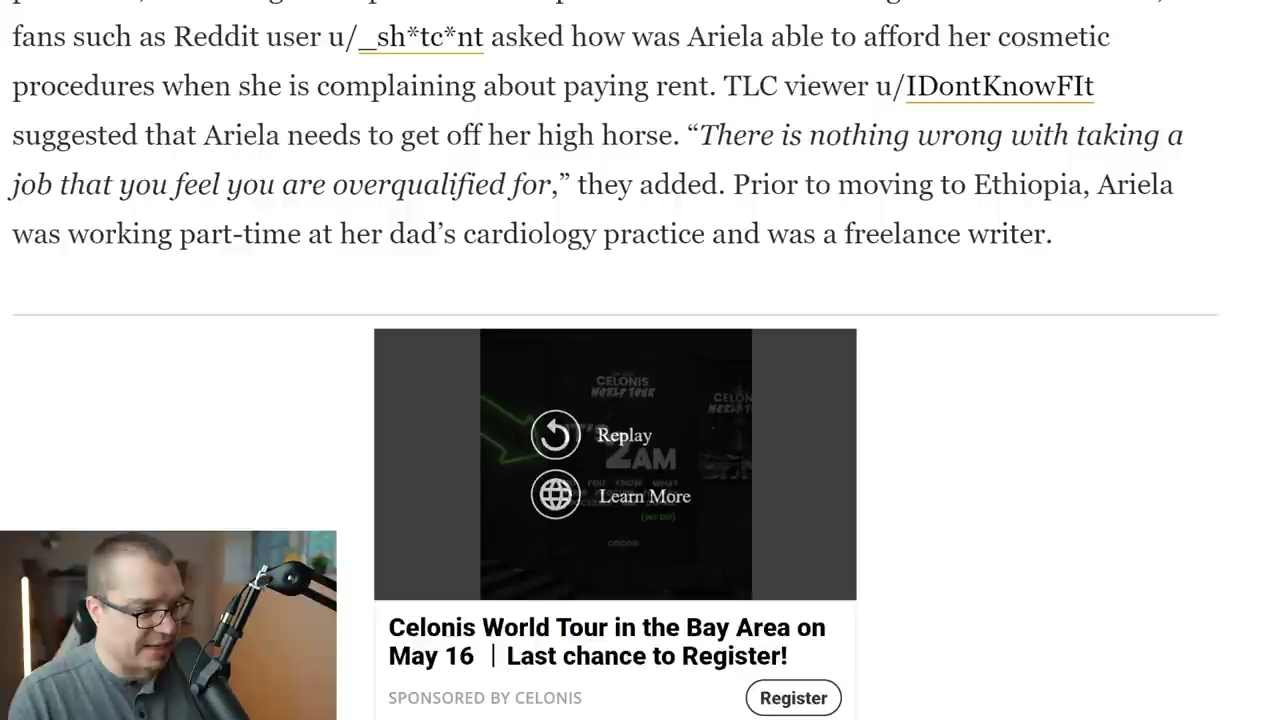 fans such as Reddit user u/_sh*tc*nt asked how was Ariela able to afford her cosmetic
procedures when she is complaining about paying rent. TLC viewer u/IDontKnowFIt
suggested that Ariela needs to get off her high horse. “There is nothing wrong with taking a
job that you feel you are overqualified for,” they added. Prior to moving to Ethiopia, Ariela
was working part-time at her dad’s cardiology practice and was a freelance writer.
CELONIS
WORLD TOUR
Replay
2AM
Learn More
Celonis World Tour in the Bay Area on
May 16 | Last chance to Register!
SPONSORED BY CELONIS
Register